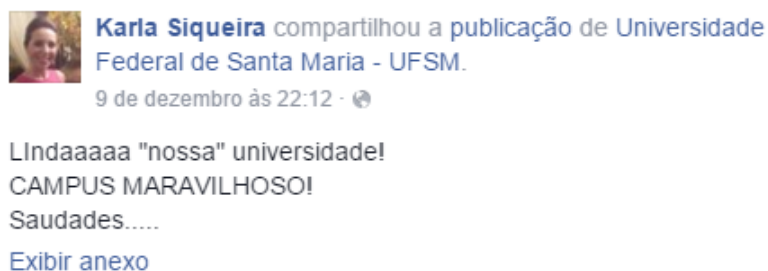 Karla Siqueira compartilhou a publicação de Universidade
Federal de Santa Maria - UFSM.
9 de dezembro às 22:12 ·
LIndaaaaa "nossa" universidade!
CAMPUS MARAVILHOSO!
Saudades.....
Exibir anexo